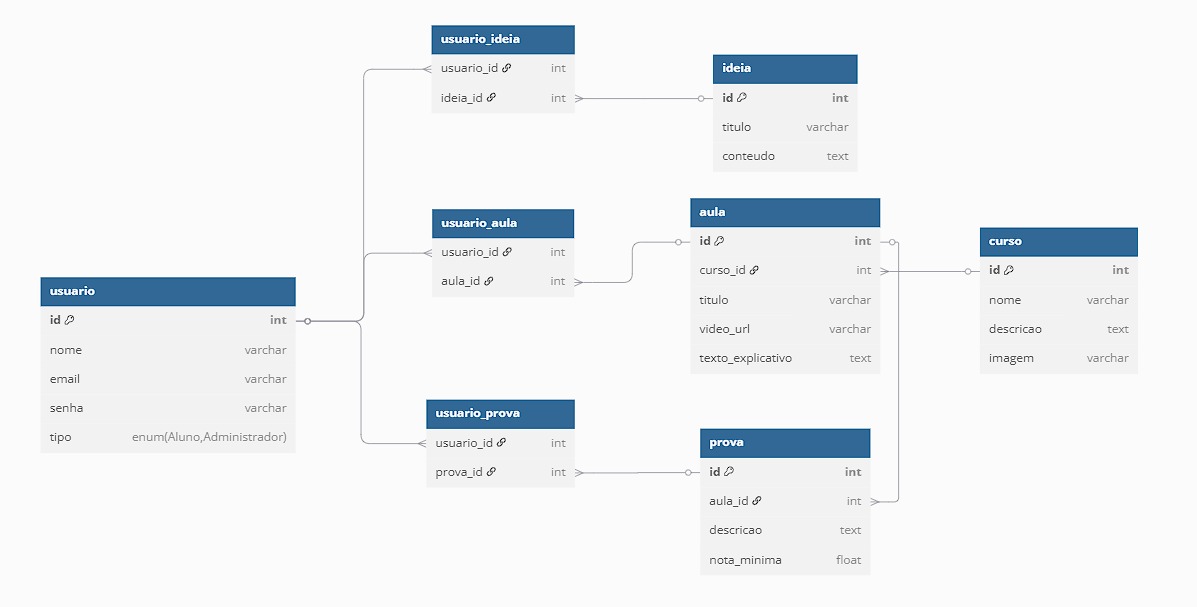 usuario_ideia
usuario_id int
ideia_id int
ideia
id int
titulo varchar
conteudo text
usuario_aula
usuario_id int
aula_id int
aula
id int
curso_id int
titulo varchar
video_url varchar
texto_explicativo text
curso
id int
nome varchar
descricao text
imagem varchar
usuario
id int
nome varchar
email varchar
senha varchar
tipo enum(Aluno,Administrador)
usuario_prova
usuario_id int
prova_id int
prova
id int
aula_id int
descricao text
nota_minima float